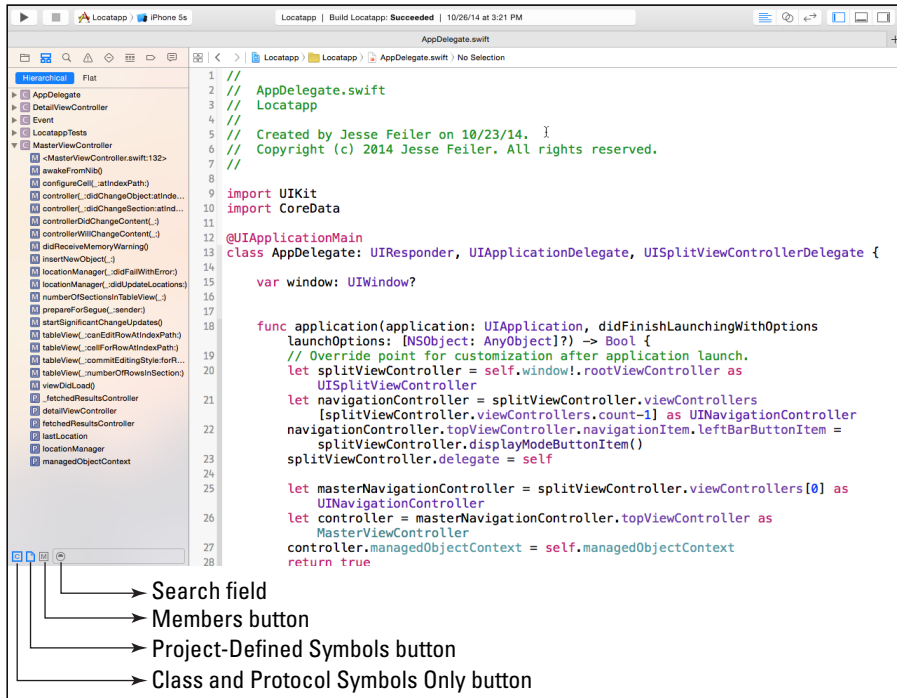 Locatapp › iPhone 5s
Locatapp | Build Locatapp: Succeeded | 10/26/14 at 3:21 PM
AppDelegate.swift
Locatapp › Locatapp › AppDelegate.swift › No Selection
Hierarchical Flat
C AppDelegate
C DetailViewController
C Event
C LocatappTests
C MasterViewController
M <MasterViewController.swift:132>
M awakeFromNib()
M configureCell(_:atIndexPath:)
M controller(_:didChangeObject:atInde...
M controller(_:didChangeSection:atInd...
M controllerDidChangeContent(_:)
M controllerWillChangeContent(_:)
M didReceiveMemoryWarning()
M insertNewObject(_:)
M locationManager(_:didFailWithError:)
M locationManager(_:didUpdateLocations:)
M numberOfSectionsInTableView(_:)
M prepareForSegue(_:sender:)
M startSignificantChangeUpdates()
M tableView(_:canEditRowAtIndexPath:)
M tableView(_:cellForRowAtIndexPath:)
M tableView(_:commitEditingStyle:forR...
M tableView(_:numberOfRowsInSection:)
M viewDidLoad()
P _fetchedResultsController
P detailViewController
P fetchedResultsController
P lastLocation
P locationManager
P managedObjectContext
C M
1 //
2 // AppDelegate.swift
3 // Locatapp
4 //
5 // Created by Jesse Feiler on 10/23/14.
6 // Copyright (c) 2014 Jesse Feiler. All rights reserved.
7 //
8
9 import UIKit
10 import CoreData
11
12 @UIApplicationMain
13 class AppDelegate: UIResponder, UIApplicationDelegate, UISplitViewControllerDelegate {
14
15 var window: UIWindow?
16
17
18 func application(application: UIApplication, didFinishLaunchingWithOptions
launchOptions: [NSObject: AnyObject]?) -> Bool {
19 // Override point for customization after application launch.
20 let splitViewController = self.window!.rootViewController as
UISplitViewController
21 let navigationController = splitViewController.viewControllers
[splitViewController.viewControllers.count-1] as UINavigationController
22 navigationController.topViewController.navigationItem.leftBarButtonItem =
splitViewController.displayModeButtonItem()
23 splitViewController.delegate = self
24
25 let masterNavigationController = splitViewController.viewControllers[0] as
UINavigationController
26 let controller = masterNavigationController.topViewController as
MasterViewController
27 controller.managedObjectContext = self.managedObjectContext
28 return true
Search field
Members button
Project-Defined Symbols button
Class and Protocol Symbols Only button